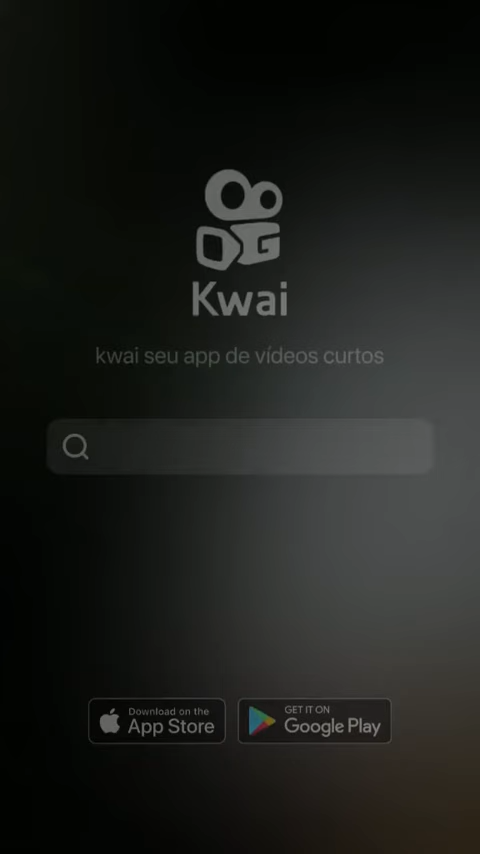 Kwai
kwai seu app de vídeos curtos
Download on the
App Store
GET IT ON
Google Play